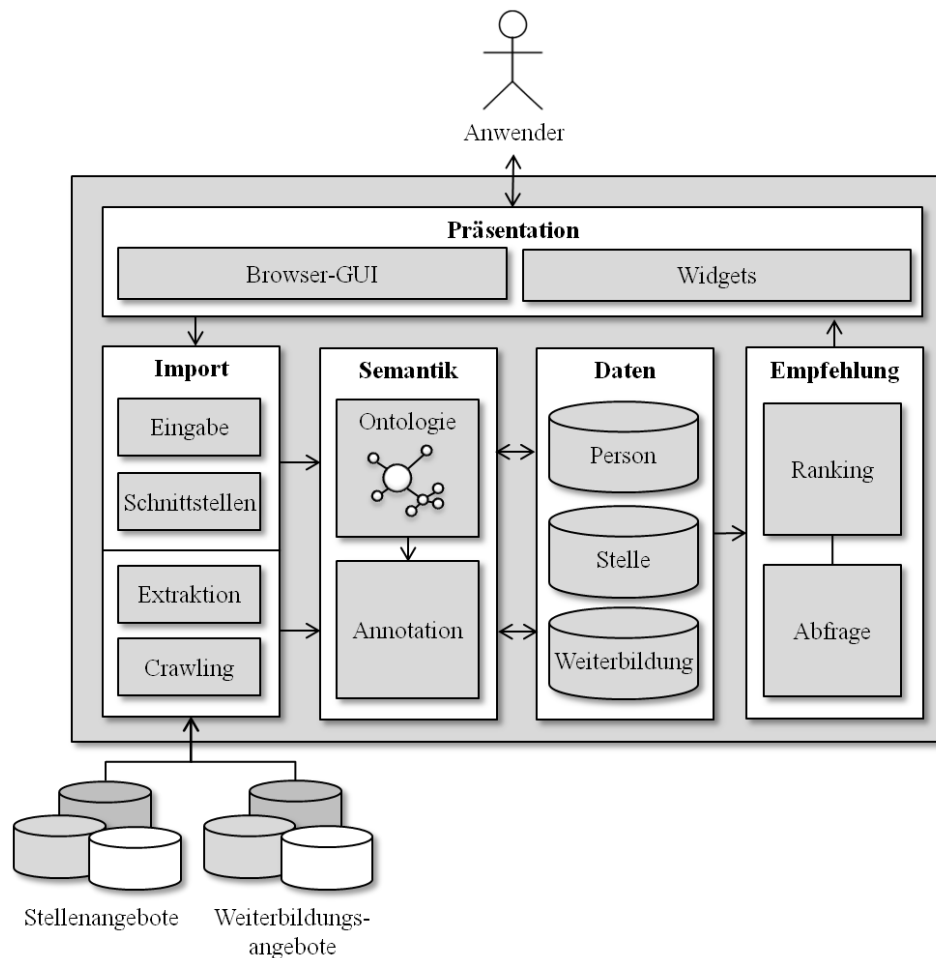 Anwender
Präsentation
Browser-GUI
Widgets
Import
Eingabe
Schnittstellen
Extraktion
Crawling
Semantik
Ontologie
Annotation
Daten
Person
Stelle
Weiterbildung
Empfehlung
Ranking
Abfrage
Stellenangebote
Weiterbildungs-
angebote